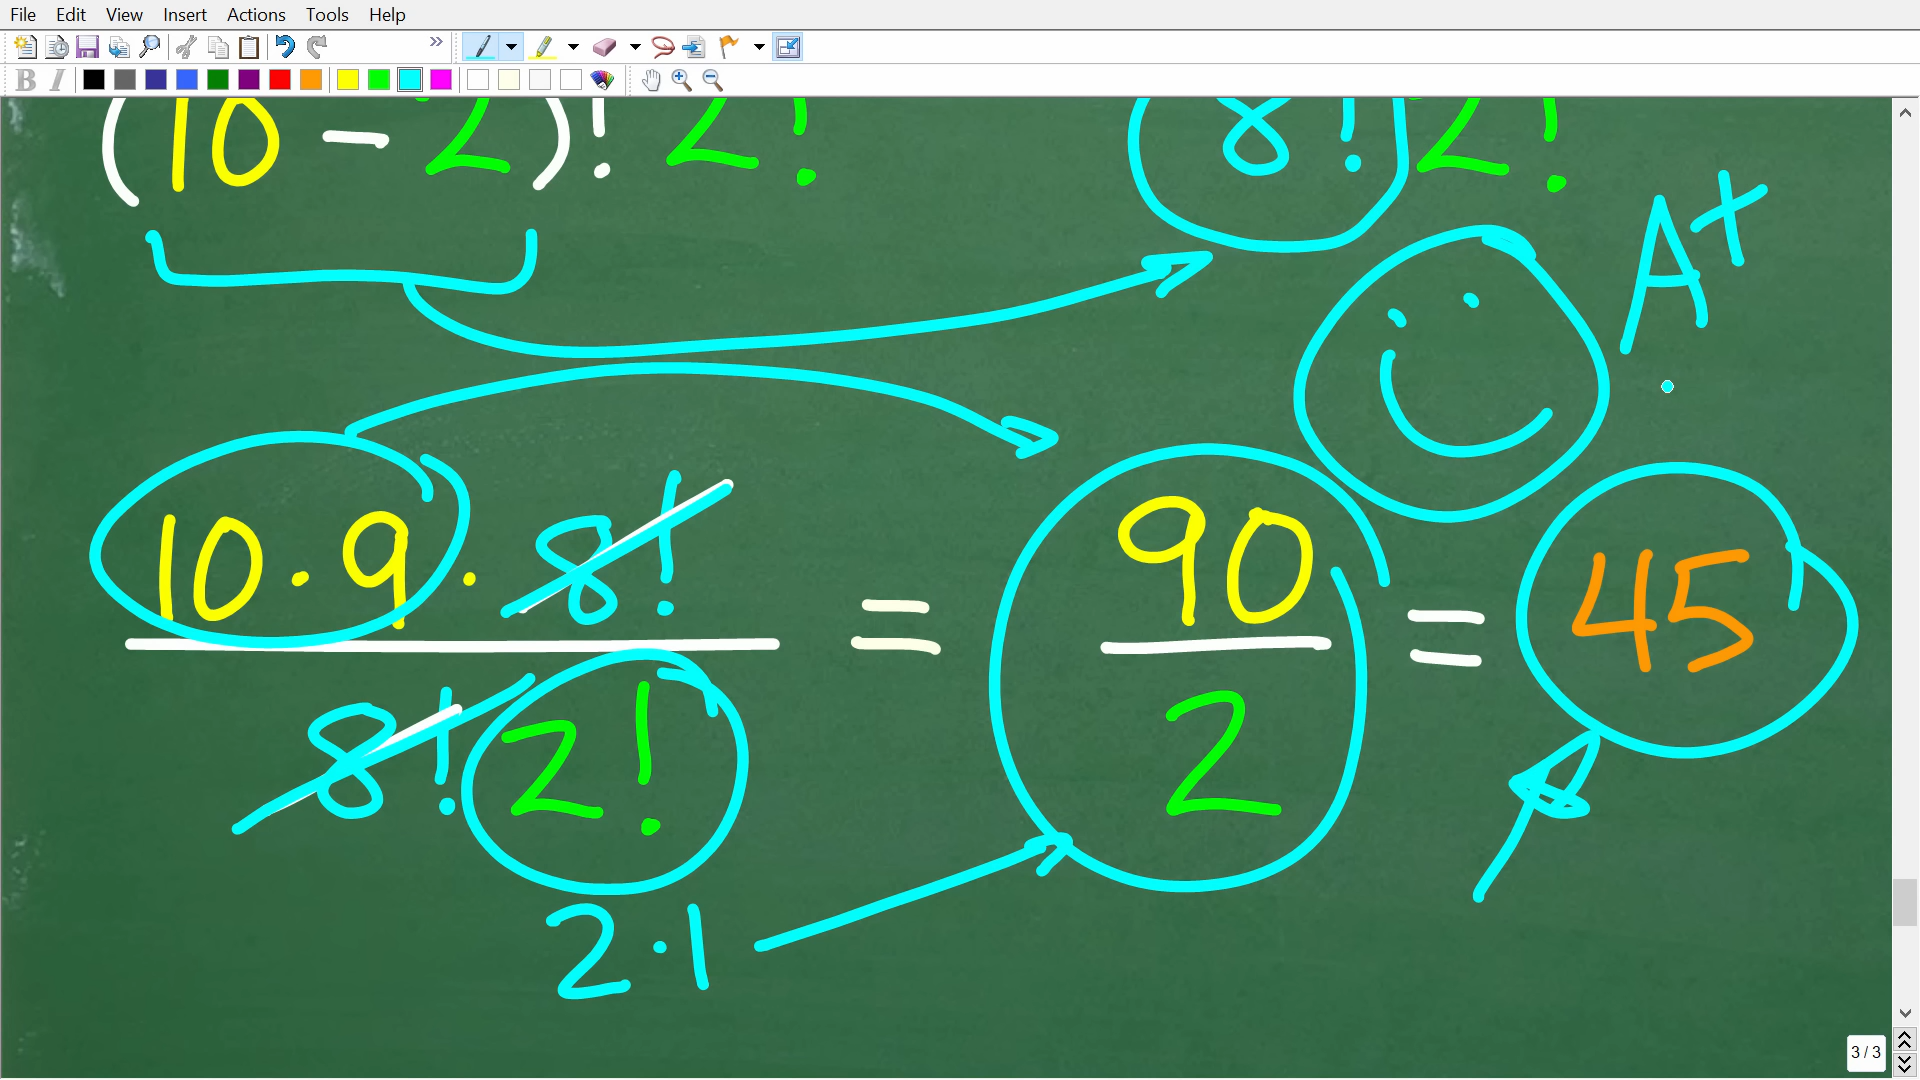 File Edit View Insert Actions Tools Help
B I
(10 - 2)! 2! 8! 2!
A+
10 · 9 · 8! = 90 = 45
8! 2! 2
2 · 1
3 / 3